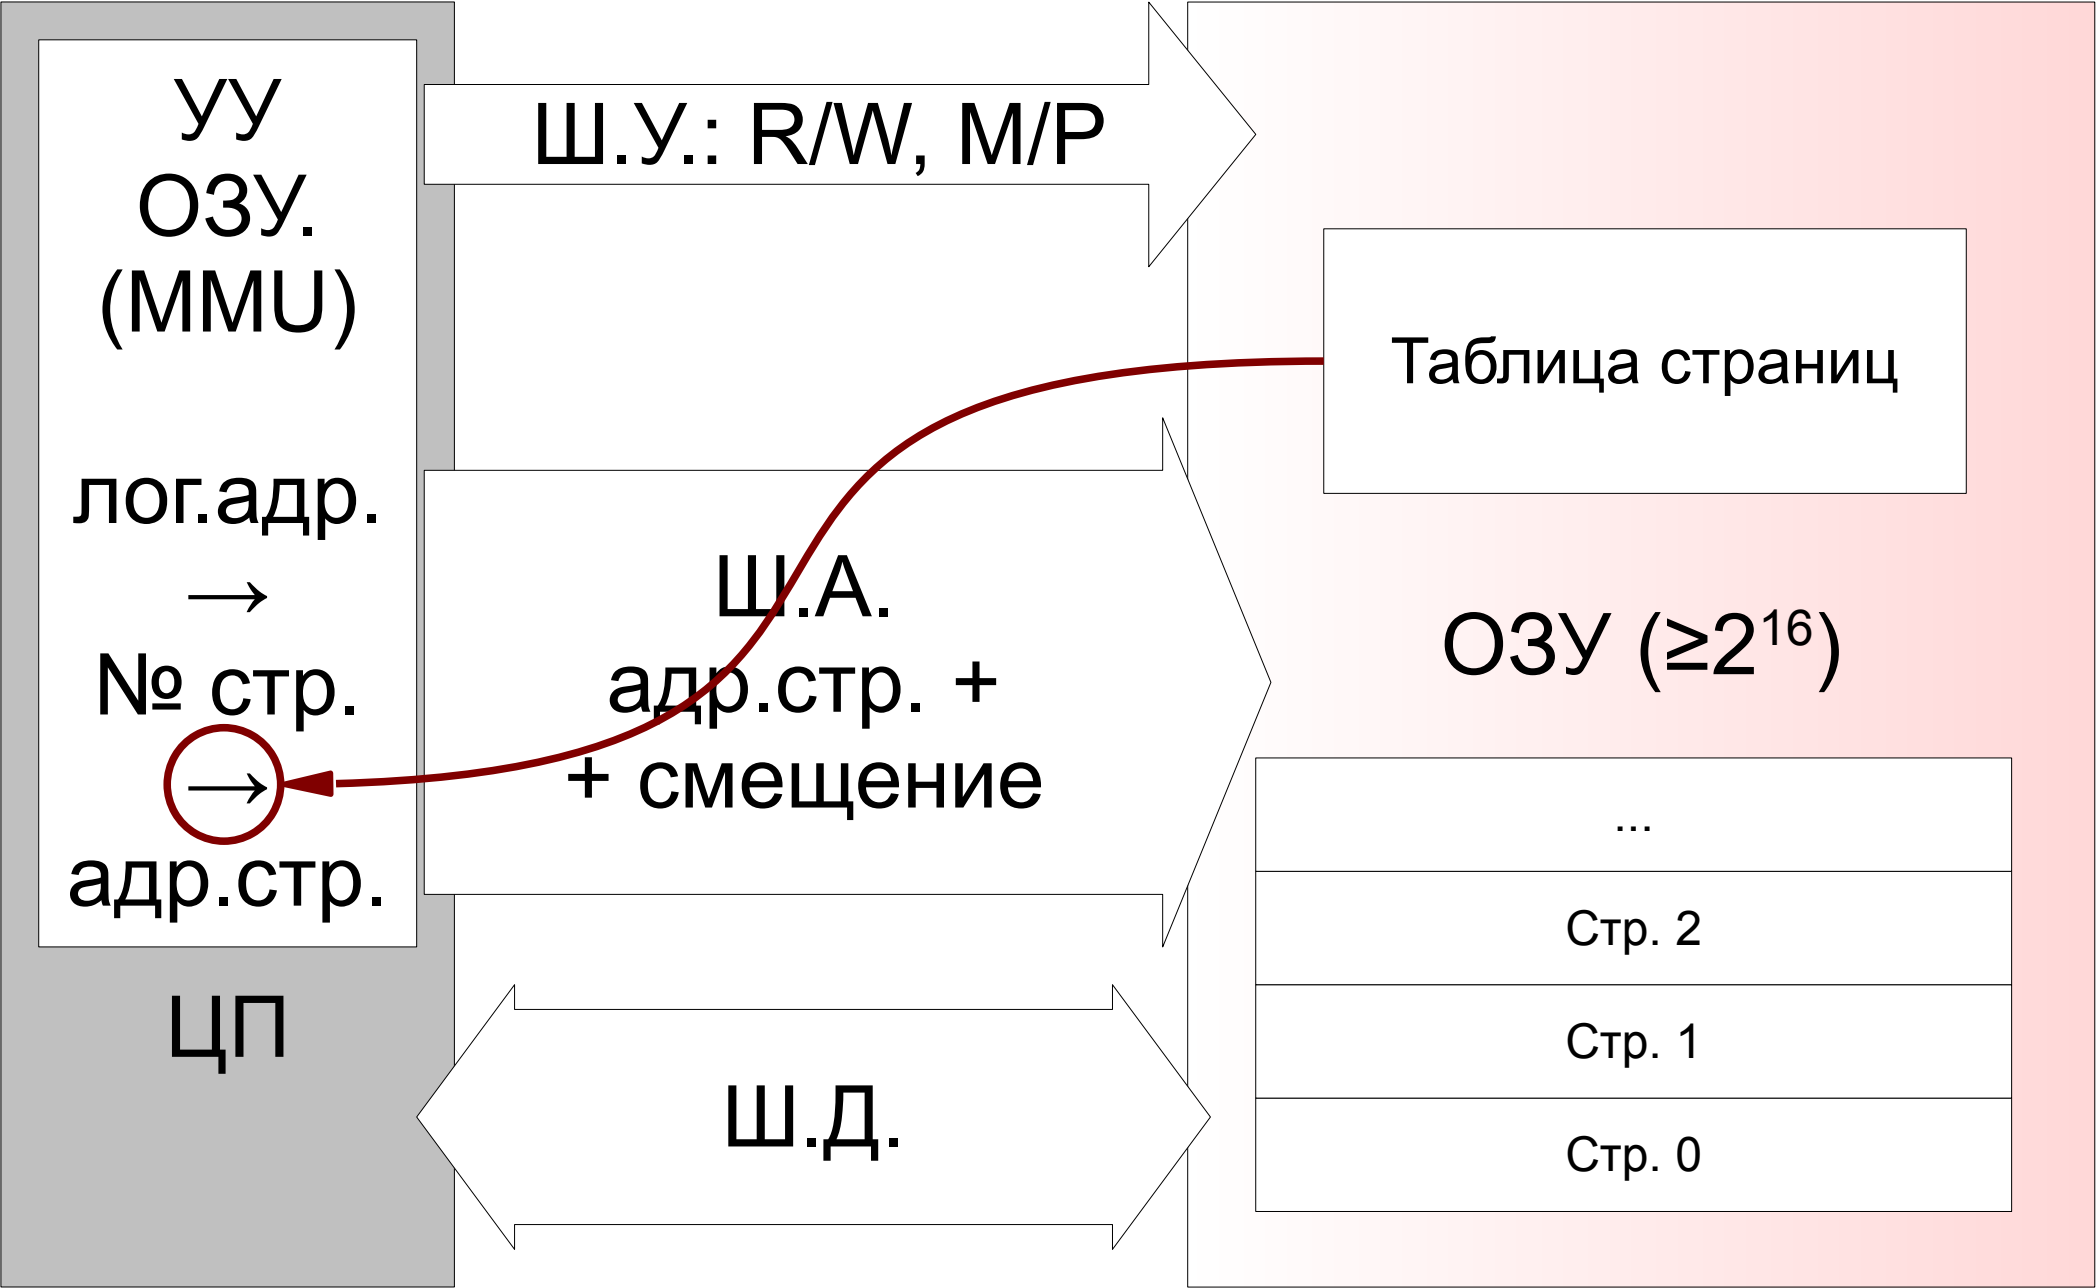 УУ
ОЗУ.
(MMU)
лог.адр.
→
№ стр.
→
адр.стр.
ЦП
Ш.У.: R/W, M/P
Ш.А.
адр.стр. +
+ смещение
Ш.Д.
Таблица страниц
ОЗУ (≥2¹⁶)
...
Стр. 2
Стр. 1
Стр. 0